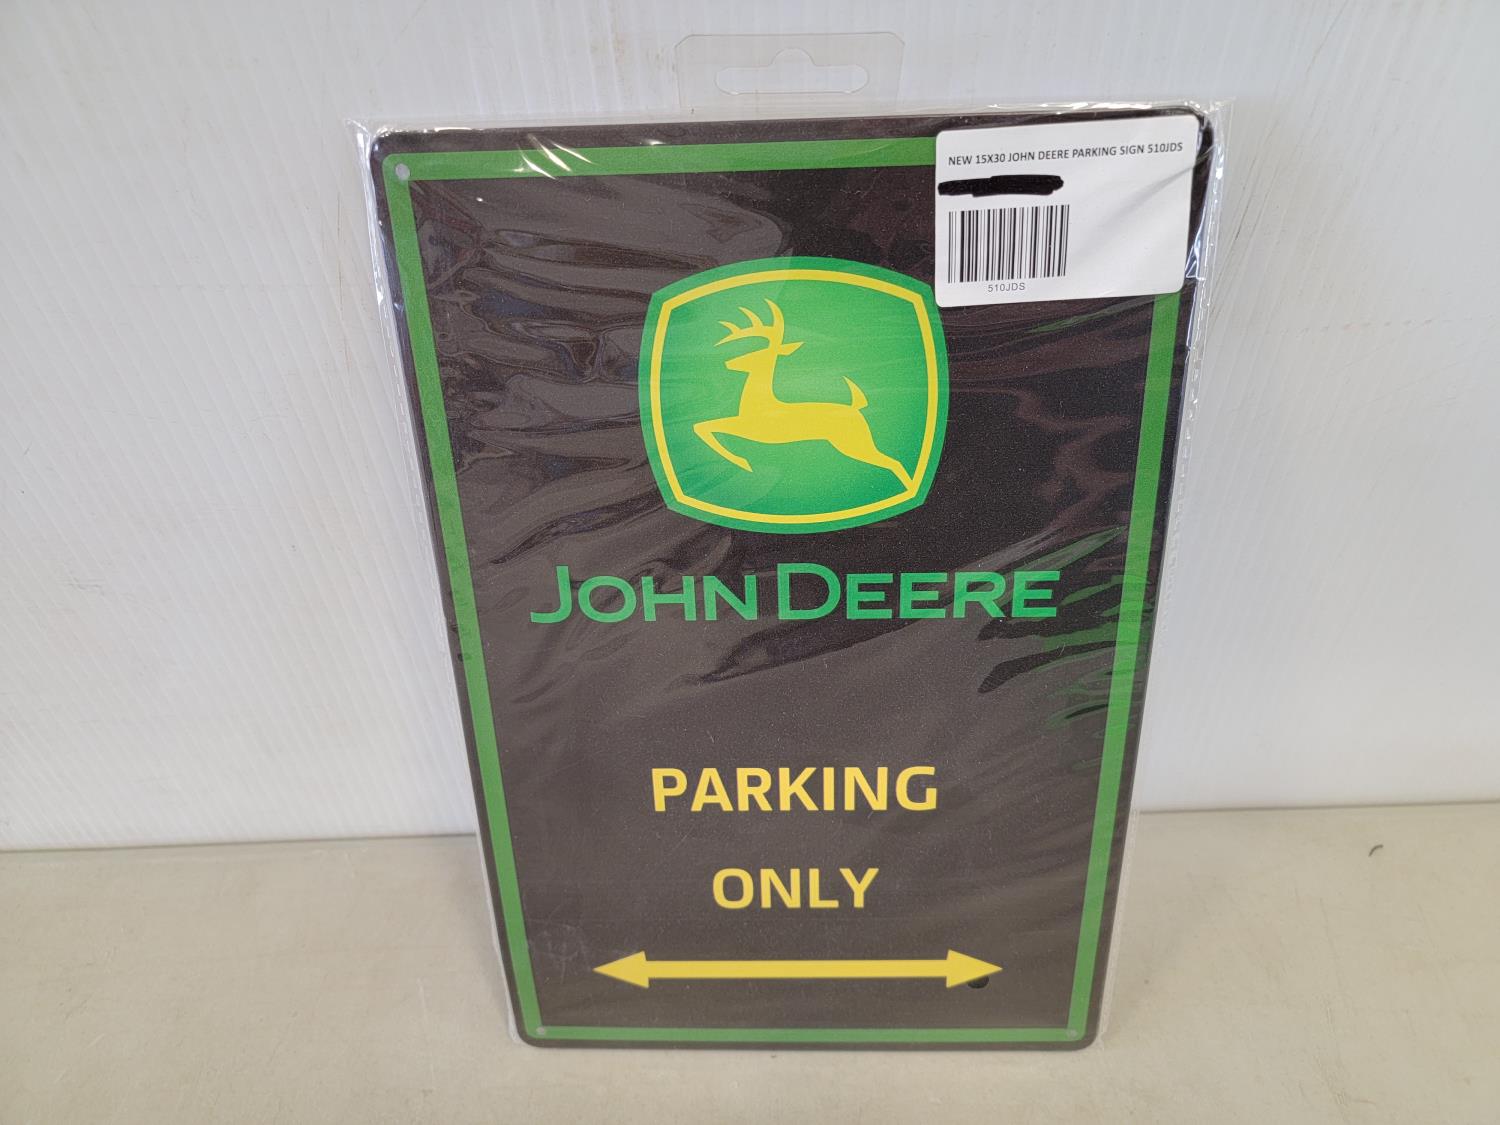 NEW 15X30 JOHN DEERE PARKING SIGN 510JDS
510JDS
JOHN DEERE
PARKING
ONLY